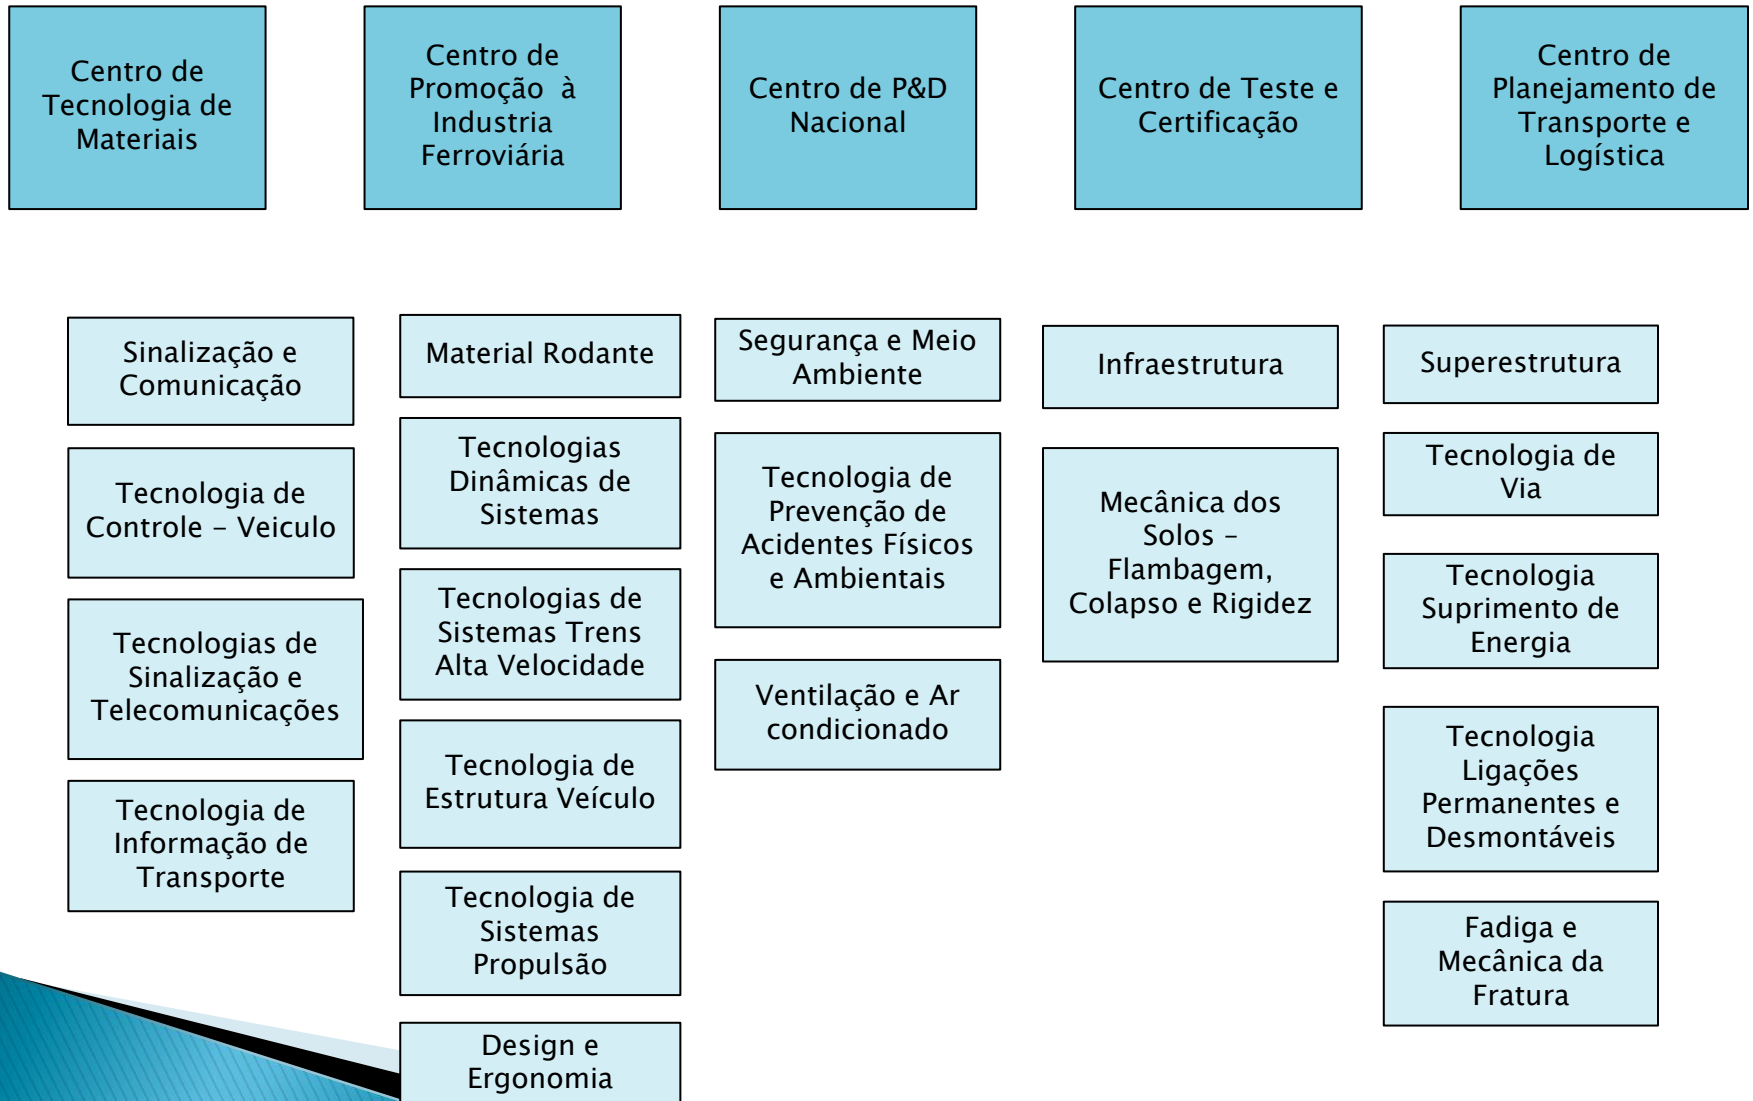 Centro de
Tecnologia de
Materiais
Centro de
Promoção à
Industria
Ferroviária
Centro de P&D
Nacional
Centro de Teste e
Certificação
Centro de
Planejamento de
Transporte e
Logística
Sinalização e
Comunicação
Tecnologia de
Controle – Veiculo
Tecnologias de
Sinalização e
Telecomunicações
Tecnologia de
Informação de
Transporte
Material Rodante
Tecnologias
Dinâmicas de
Sistemas
Tecnologias de
Sistemas Trens
Alta Velocidade
Tecnologia de
Estrutura Veículo
Tecnologia de
Sistemas
Propulsão
Design e
Ergonomia
Segurança e Meio
Ambiente
Tecnologia de
Prevenção de
Acidentes Físicos
e Ambientais
Ventilação e Ar
condicionado
Infraestrutura
Mecânica dos
Solos –
Flambagem,
Colapso e Rigidez
Superestrutura
Tecnologia de
Via
Tecnologia
Suprimento de
Energia
Tecnologia
Ligações
Permanentes e
Desmontáveis
Fadiga e
Mecânica da
Fratura